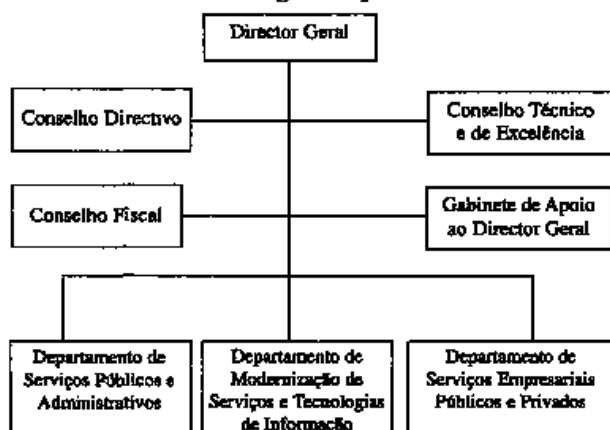 Director Geral
Conselho Directivo
Conselho Técnico
e de Excelência
Conselho Fiscal
Gabinete de Apoio
ao Director Geral
Departamento de
Serviços Públicos e
Administrativos
Departamento de
Modernização de
Serviços e Tecnologias
de Informação
Departamento de
Serviços Empresariais
Públicos e Privados